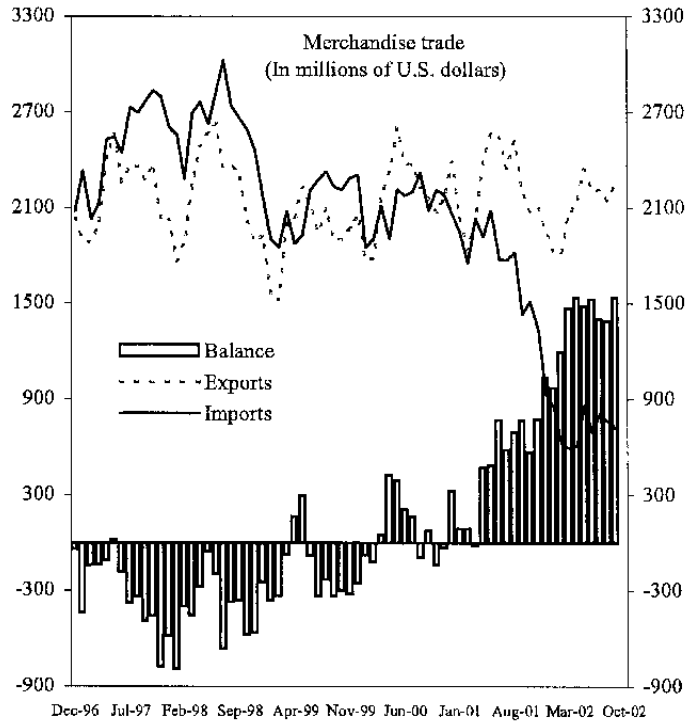 3300 3300
Merchandise trade
(In millions of U.S. dollars)
2700 2700
2100 2100
1500 1500
Balance
Exports
900 900
Imports
300 300
-300 -300
-900 -900
Dec-96 Jul-97 Feb-98 Sep-98 Apr-99 Nov-99 Jun-00 Jan-01 Aug-01 Mar-02 Oct-02